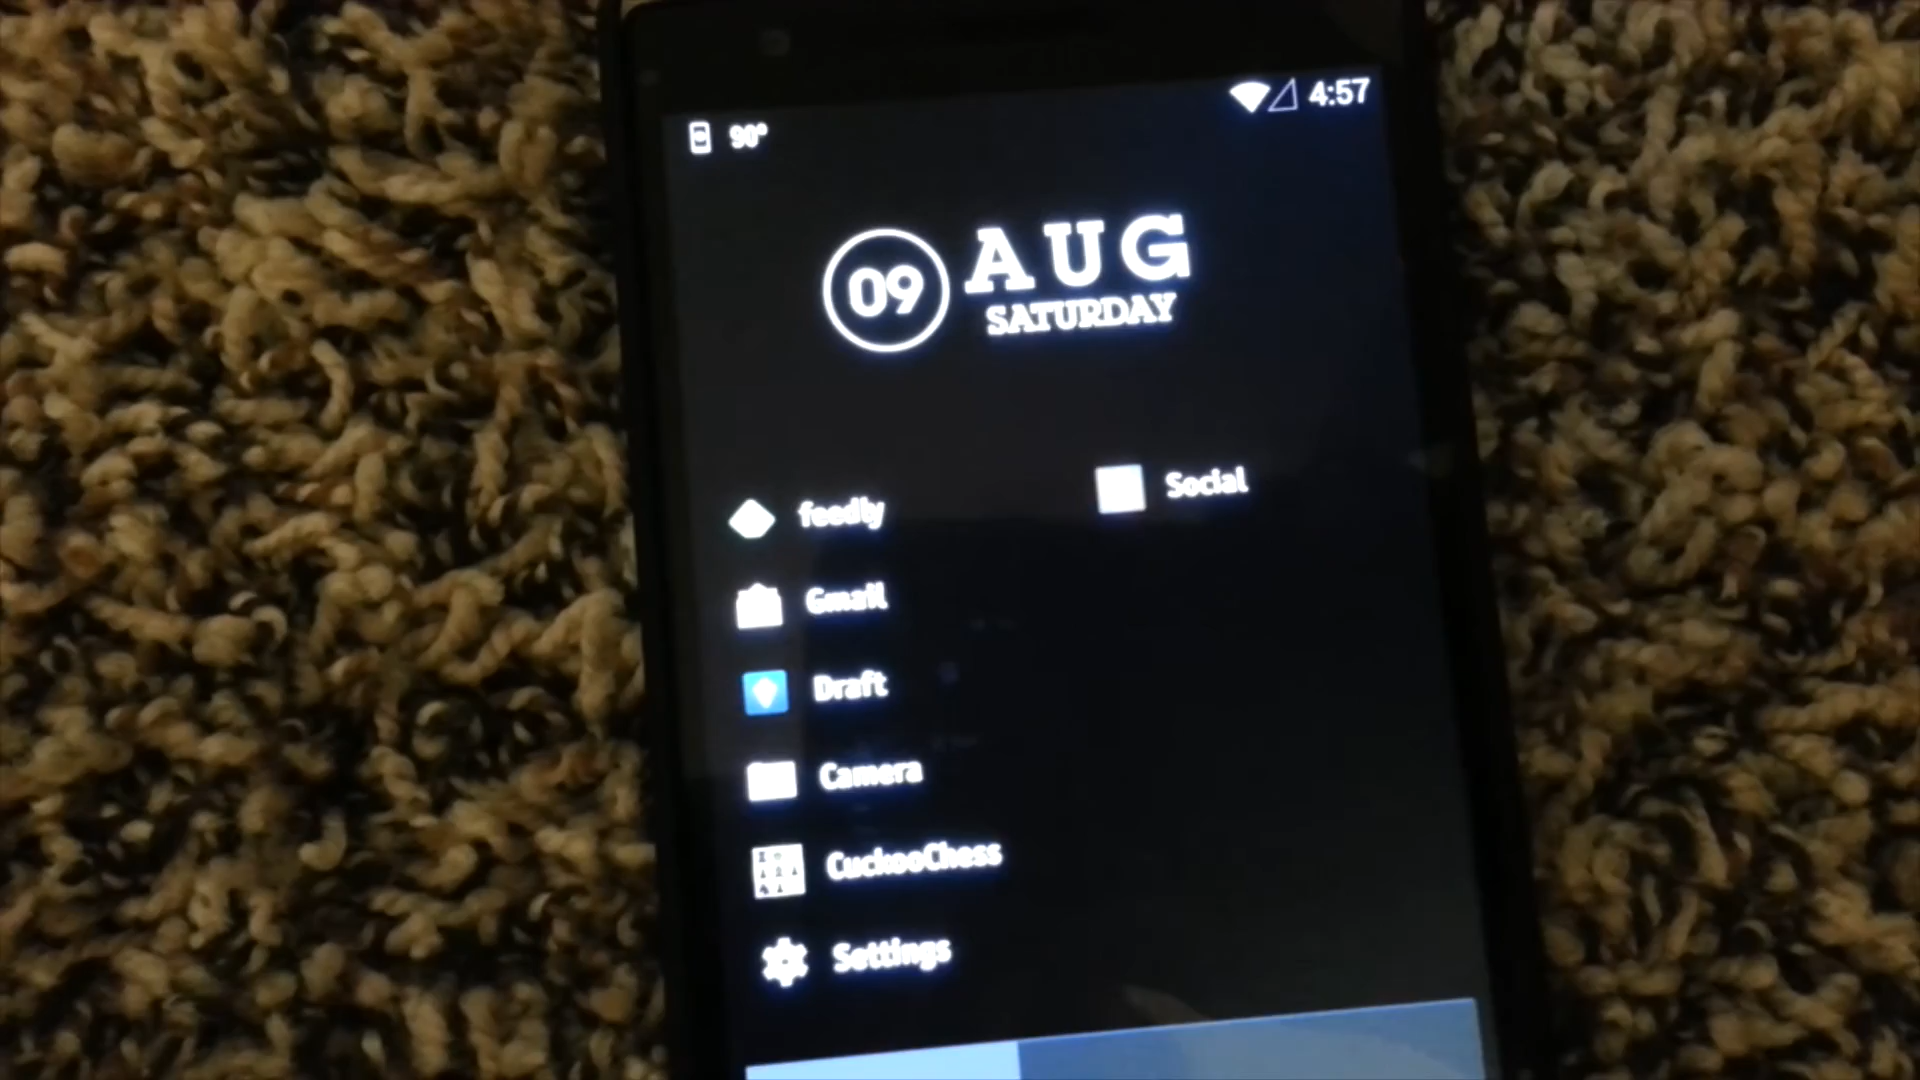 4:57
90°
09 AUG
SATURDAY
feedly
Social
Gmail
Draft
Camera
CuckooChess
Settings